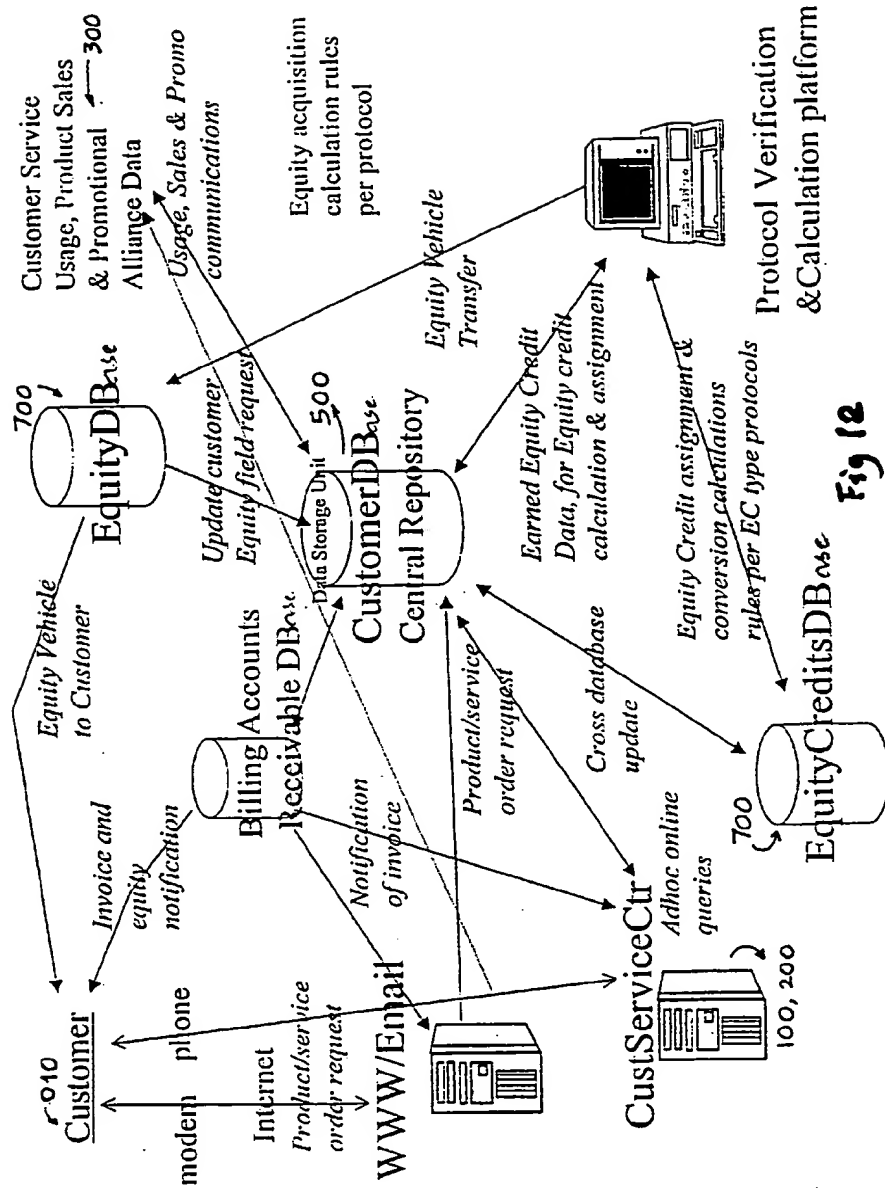 010
Customer
modem phone
Internet
Product/service
order request
WWW/Email
Invoice and
equity
notification
Equity Vehicle
to Customer
Billing Accounts
Receivable DBase
Notification
of invoice
700
EquityDBase
Update customer
Equity field request
Customer Service
Usage, Product Sales
& Promotional
Alliance Data
300
Usage, Sales & Promo
communications
Equity acquisition
calculation rules
per protocol
Equity Vehicle
Transfer
Data Storage Unit
500
CustomerDBase
Central Repository
Product/service
order request
Cross database
update
Earned Equity Credit
Data, for Equity credit
calculation & assignment
CustServiceCtr
Adhoc online
queries
100, 200
700
EquityCreditsDBase
Equity Credit assignment &
conversion calculations
rules per EC type protocols
Protocol Verification
&Calculation platform
Fig 12